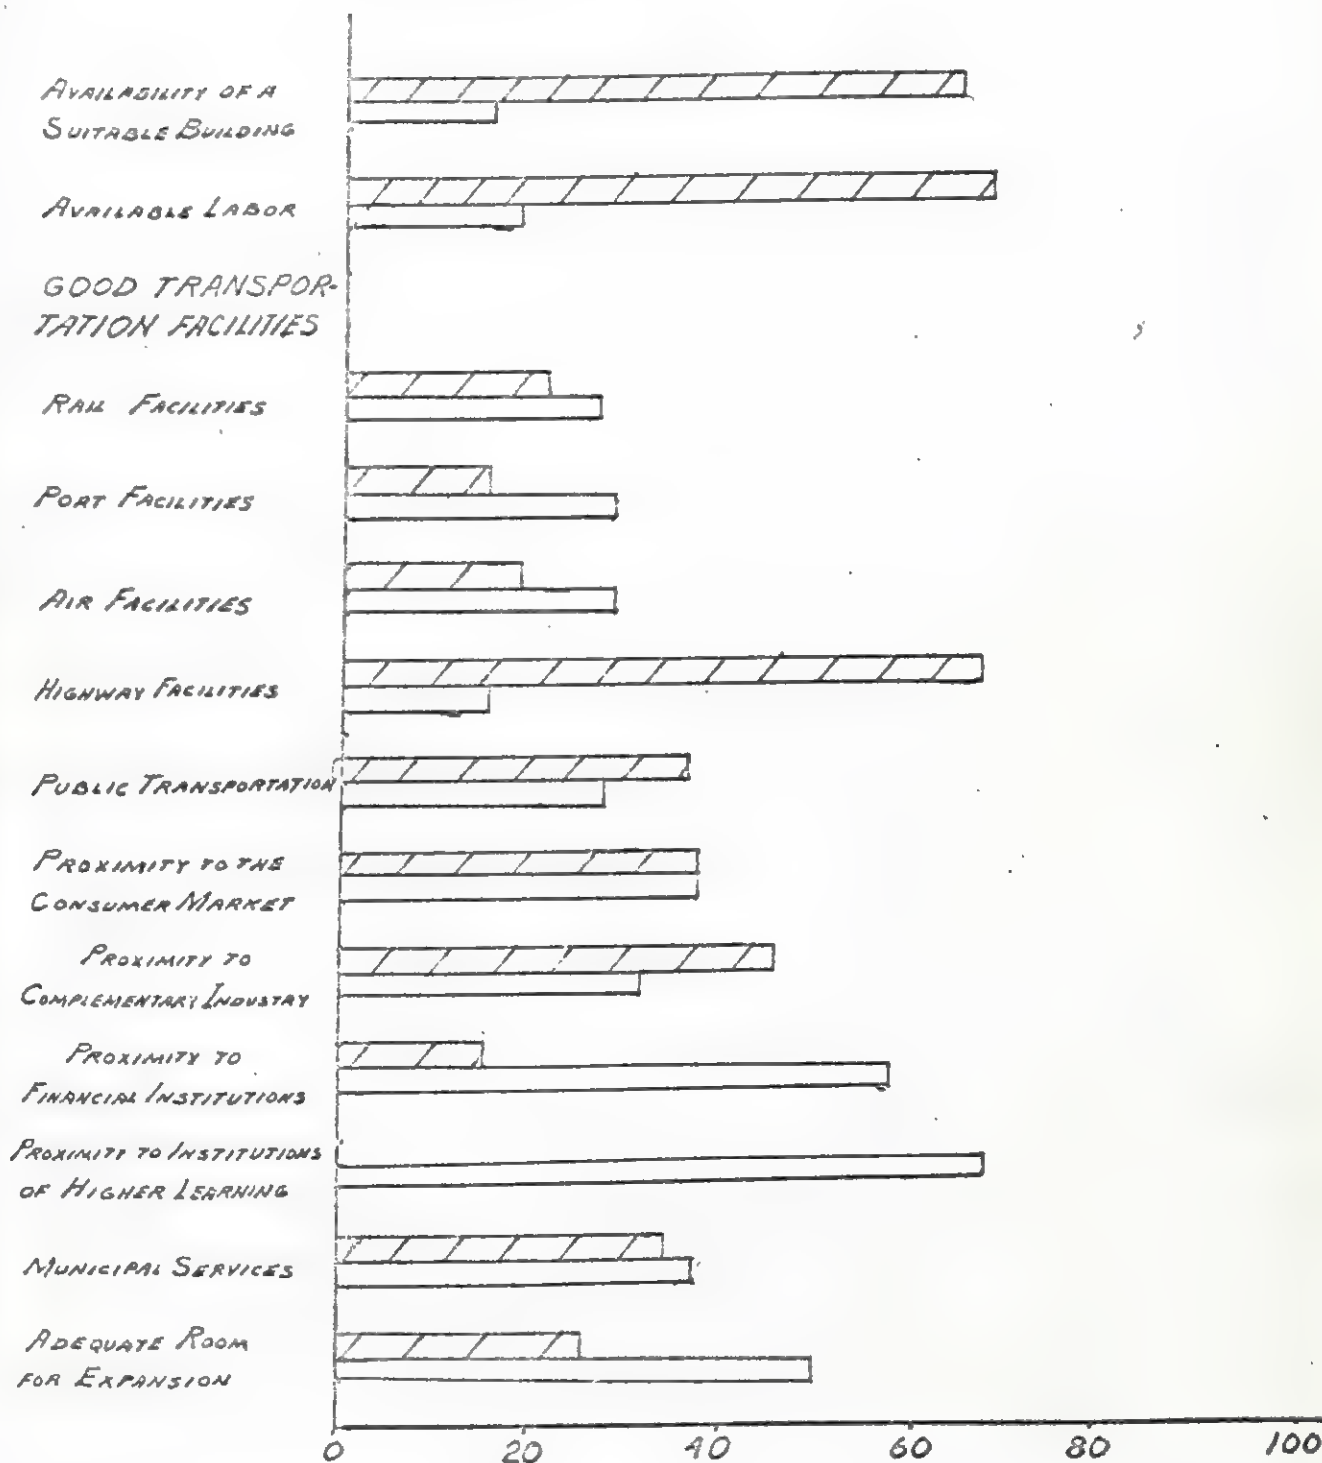 AVAILABILITY OF A
SUITABLE BUILDING
AVAILABLE LABOR
GOOD TRANSPOR-
TATION FACILITIES
RAIL FACILITIES
PORT FACILITIES
AIR FACILITIES
HIGHWAY FACILITIES
PUBLIC TRANSPORTATION
PROXIMITY TO THE
CONSUMER MARKET
PROXIMITY TO
COMPLEMENTARY INDUSTRY
PROXIMITY TO
FINANCIAL INSTITUTIONS
PROXIMITY TO INSTITUTIONS
OF HIGHER LEARNING
MUNICIPAL SERVICES
ADEQUATE ROOM
FOR EXPANSION
0 20 40 60 80 100